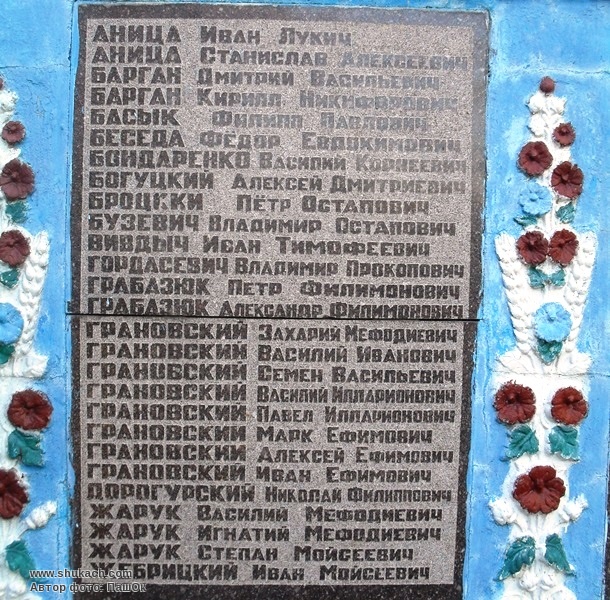 АНИЦА ИВАН ЛУКИЧ
АНИЦА СТАНИСЛАВ АЛЕКСЕЕВИЧ
БАРГАН ДМИТРИЙ ВАСИЛЬЕВИЧ
БАРГАН КИРИЛЛ НИКИФОРОВИЧ
БАСЫК ФИЛИПП ПАВЛОВИЧ
БЕСЕДА ФЁДОР ЕВДОКИМОВИЧ
БОНДАРЕНКО ВАСИЛИЙ КОРНЕЕВИЧ
БОГУЦКИЙ АЛЕКСЕЙ ДМИТРИЕВИЧ
БРОЦККИ ПЁТР ОСТАПОВИЧ
БУЗЕВИЧ ВЛАДИМИР ОСТАПОВИЧ
ВИВДЫЧ ИСАН ТИМОФЕЕВИЧ
ГОРДАСЕВИЧ ВЛАДИМИР ПРОКОПОВИЧ
ГРАБАЗЮК ПЕТР ФИЛИМОНОВИЧ
ГРАБАЗЮК АЛЕКСАНДР ФИЛИМОНОВИЧ
ГРАНОВСКИЙ ЗАХАРИЙ МЕФОДИЕВИЧ
ГРАНОВСКИЙ ВАСИЛИЙ ИВАНОВИЧ
ГРАНОВСКИЙ СЕМЕН ВАСИЛЬЕВИЧ
ГРАНОВСКИЙ ВАСИЛИЙ ИЛЛАРИОНОВИЧ
ГРАНОВСКИЙ ПАВЕЛ ИЛЛАРИОНОВИЧ
ГРАНОВСКИЙ МАРК ЕФИМОВИЧ
ГРАНОВСКИЙ АЛЕКСЕЙ ЕФИМОВИЧ
ГРАНОВСКИЙ ИВАН ЕФИМОВИЧ
ДОРОГУРСКИЙ НИКОЛАЙ ФИЛИППОВИЧ
ЖАРУК ВАСИЛИЙ МЕФОДИЕВИЧ
ЖАРУК ИГНАТИЙ МЕФОДИЕВИЧ
ЖАРУК СТЕПАН МОЙСЕЕВИЧ
ИВАН МОЙСЕЕВИЧ
www.shukach.com
Автор фото: ПашОк